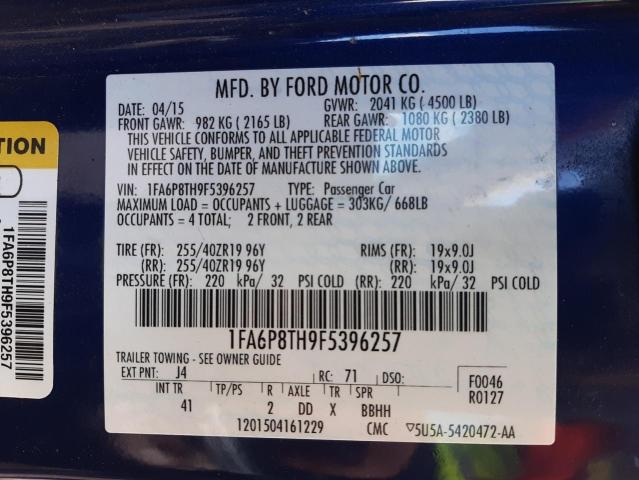 MFD. BY FORD MOTOR CO.
DATE: 04/15 GVWR: 2041 KG ( 4500 LB)
FRONT GAWR: 982 KG ( 2165 LB) REAR GAWR: 1080 KG ( 2380 LB)
THIS VEHICLE CONFORMS TO ALL APPLICABLE FEDERAL MOTOR
VEHICLE SAFETY, BUMPER, AND THEFT PREVENTION STANDARDS
IN EFFECT ON THE DATE OF MANUFACTURE SHOWN ABOVE.
VIN: 1FA6P8TH9F5396257 TYPE: Passenger Car
MAXIMUM LOAD = OCCUPANTS + LUGGAGE = 303KG/ 668LB
OCCUPANTS = 4 TOTAL; 2 FRONT, 2 REAR
TIRE (FR): 255/40ZR19 96Y RIMS (FR): 19x9.0J
(RR): 255/40ZR19 96Y (RR): 19x9.0J
PRESSURE (FR): 220 kPa/ 32 PSI COLD (RR): 220 kPa/ 32 PSI COLD
1FA6P8TH9F5396257
TRAILER TOWING - SEE OWNER GUIDE
EXT PNT: J4 RC: 71 DSO: F0046
INT TR TP/PS R AXLE TR SPR R0127
41 2 DD X BBHH
1201504161229 CMC ▽5U5A-5420472-AA
TION
1FA6P8TH9F5396257